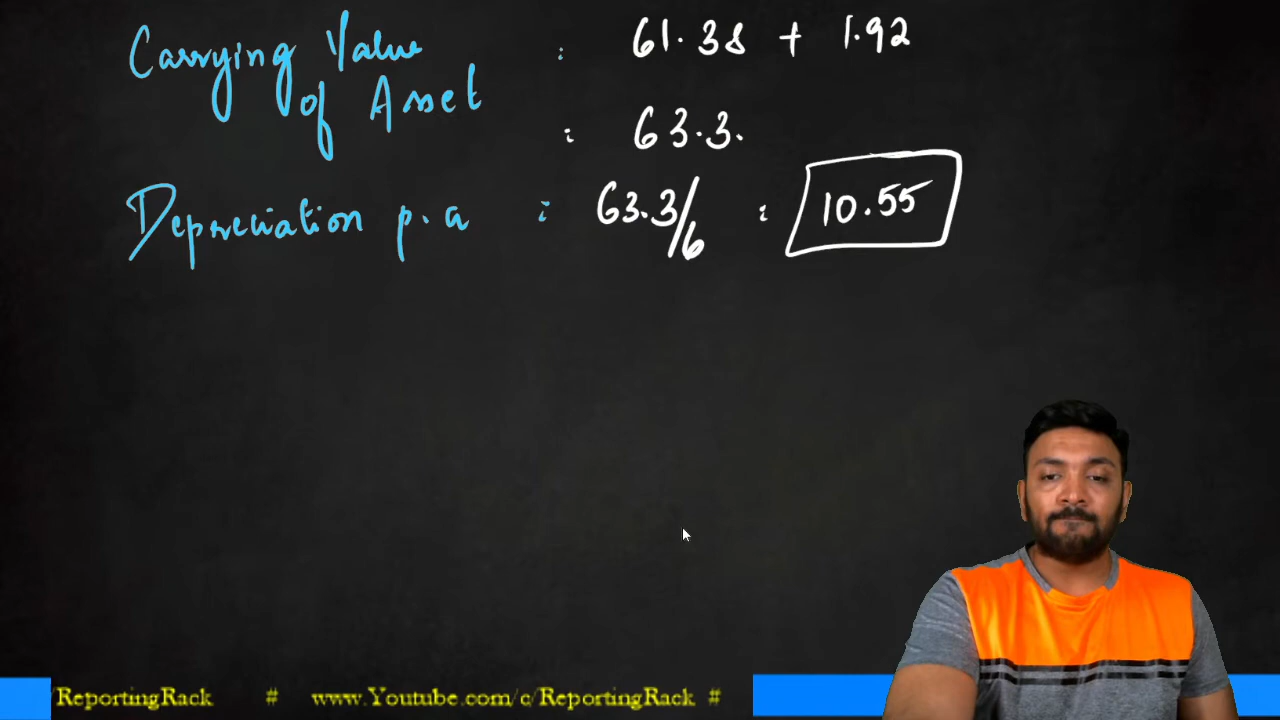 Carrying Value : 61.38 + 1.92
of Asset
: 63.3.
Depreciation p.a : 63.3/6 : 10.55
/ReportingRack # www.Youtube.com/c/ReportingRack #